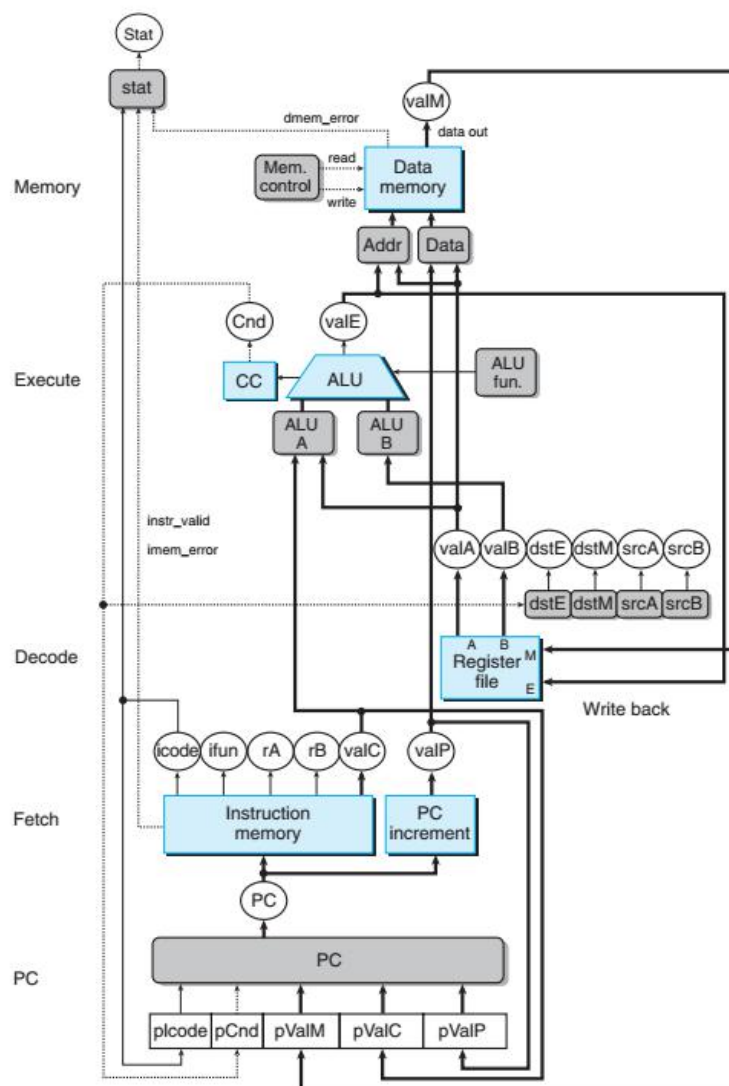 Stat
stat
valM
dmem_error
data out
Memory
Mem.
control
read
write
Data
memory
Addr
Data
Cnd
valE
Execute
CC
ALU
ALU
fun.
ALU
A
ALU
B
instr_valid
imem_error
valA
valB
dstE
dstM
srcA
srcB
dstE
dstM
srcA
srcB
Decode
A
B
Register
file
M
E
Write back
icode
ifun
rA
rB
valC
valP
Fetch
Instruction
memory
PC
increment
PC
PC
PC
pIcode
pCnd
pValM
pValC
pValP